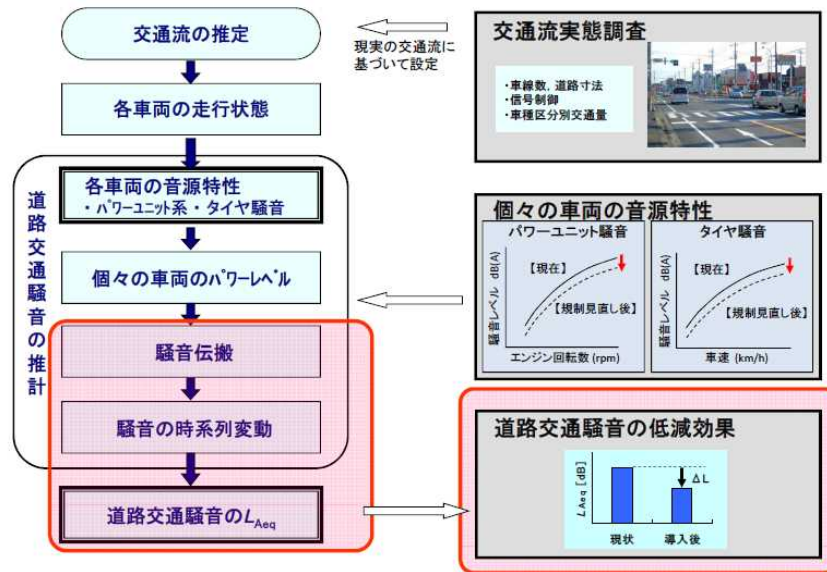 交通流の推定
現実の交通流に
基づいて設定
各車両の走行状態
道路交通騒音の推計
各車両の音源特性
・ﾊﾟﾜｰﾕﾆｯﾄ系・タイヤ騒音
個々の車両のﾊﾟﾜｰﾚﾍﾞﾙ
騒音伝搬
騒音の時系列変動
道路交通騒音のLAeq
交通流実態調査
・車線数，道路寸法
・信号制御
・車種区分別交通量
個々の車両の音源特性
パワーユニット騒音
騒音レベル dB(A)
【現在】
【規制見直し後】
エンジン回転数 (rpm)
タイヤ騒音
騒音レベル dB(A)
【現在】
【規制見直し後】
車速 (km/h)
道路交通騒音の低減効果
LAeq [dB]
ΔL
現状
導入後